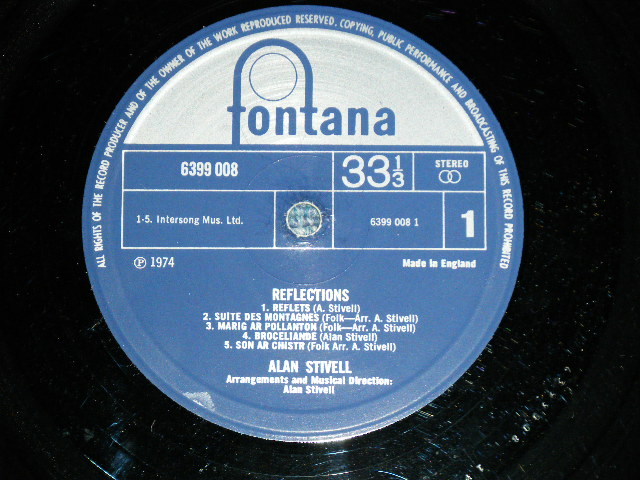 ALL RIGHTS OF THE RECORD PRODUCER AND OF THE OWNER OF THE WORK REPRODUCED RESERVED. COPYING, PUBLIC PERFORMANCE AND BROADCASTING OF THIS RECORD PROHIBITED
fontana
6399 008
33 1/3
STEREO
1-5. Intersong Mus. Ltd.
6399 008 1
1
℗ 1974
Made in England
REFLECTIONS
1. REFLETS (A. Stivell)
2. SUITE DES MONTAGNES (Folk—Arr. A. Stivell)
3. MARIG AR POLLANTON (Folk—Arr. A. Stivell)
4. BROCELIANDE (Alan Stivell)
5. SON AR CHISTR (Folk Arr. A. Stivell)
ALAN STIVELL
Arrangements and Musical Direction:
Alan Stivell